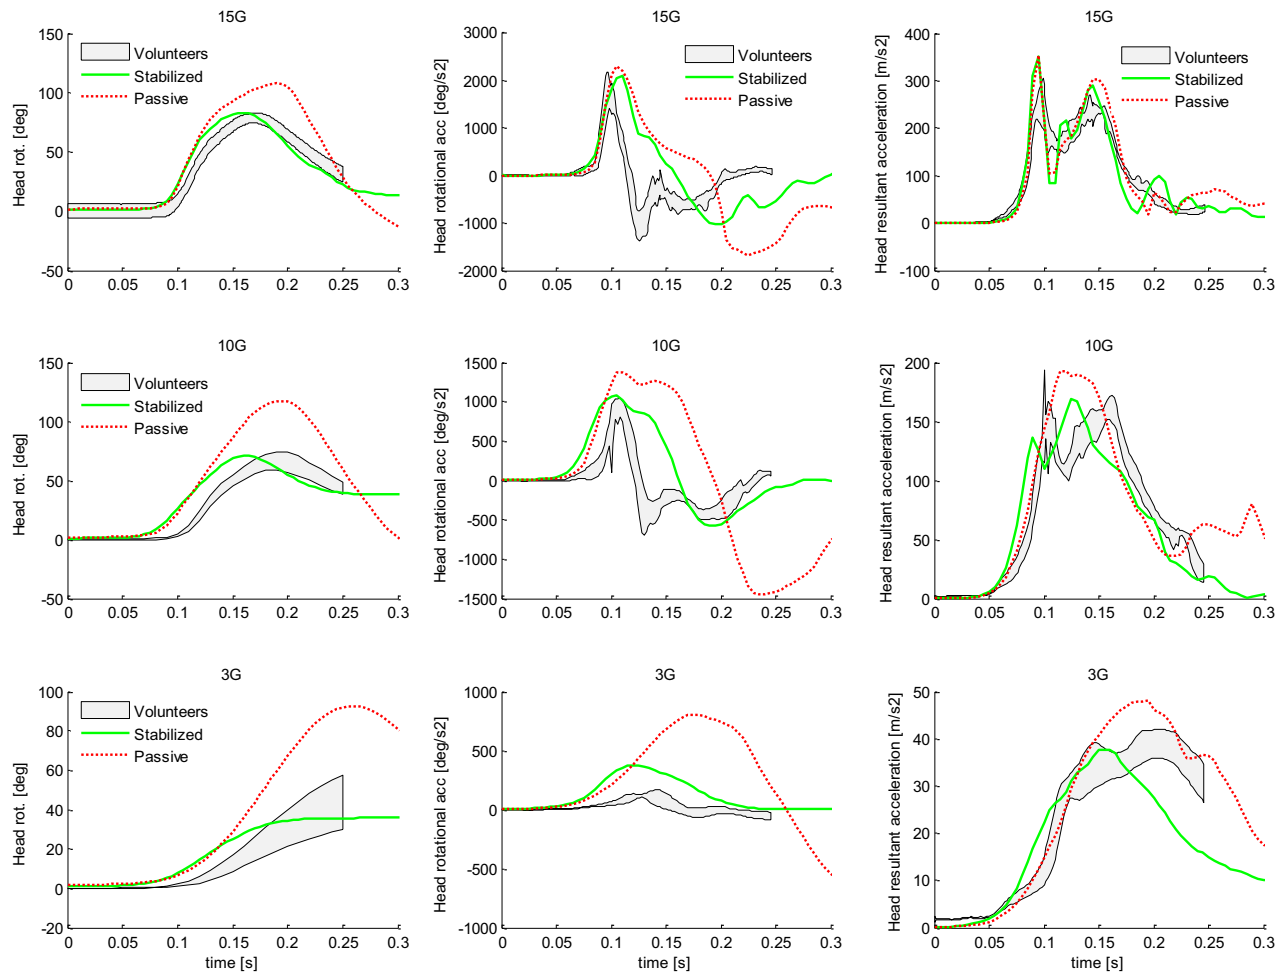 15G
Head rot. [deg]
150
100
50
0
-50
Volunteers
Stabilized
Passive
0 0.05 0.1 0.15 0.2 0.25 0.3
15G
Head rotational acc [deg/s2]
3000
2000
1000
0
-1000
-2000
Volunteers
Stabilized
Passive
0 0.05 0.1 0.15 0.2 0.25 0.3
15G
Head resultant acceleration [m/s2]
400
300
200
100
0
-100
Volunteers
Stabilized
Passive
0 0.05 0.1 0.15 0.2 0.25 0.3
10G
Head rot. [deg]
150
100
50
0
-50
Volunteers
Stabilized
Passive
0 0.05 0.1 0.15 0.2 0.25 0.3
10G
Head rotational acc [deg/s2]
1500
1000
500
0
-500
-1000
-1500
0 0.05 0.1 0.15 0.2 0.25 0.3
10G
Head resultant acceleration [m/s2]
200
150
100
50
0
0 0.05 0.1 0.15 0.2 0.25 0.3
3G
Head rot. [deg]
100
80
60
40
20
0
-20
Volunteers
Stabilized
Passive
0 0.05 0.1 0.15 0.2 0.25 0.3
time [s]
3G
Head rotational acc [deg/s2]
1000
500
0
-500
-1000
0 0.05 0.1 0.15 0.2 0.25 0.3
time [s]
3G
Head resultant acceleration [m/s2]
50
40
30
20
10
0
0 0.05 0.1 0.15 0.2 0.25 0.3
time [s]